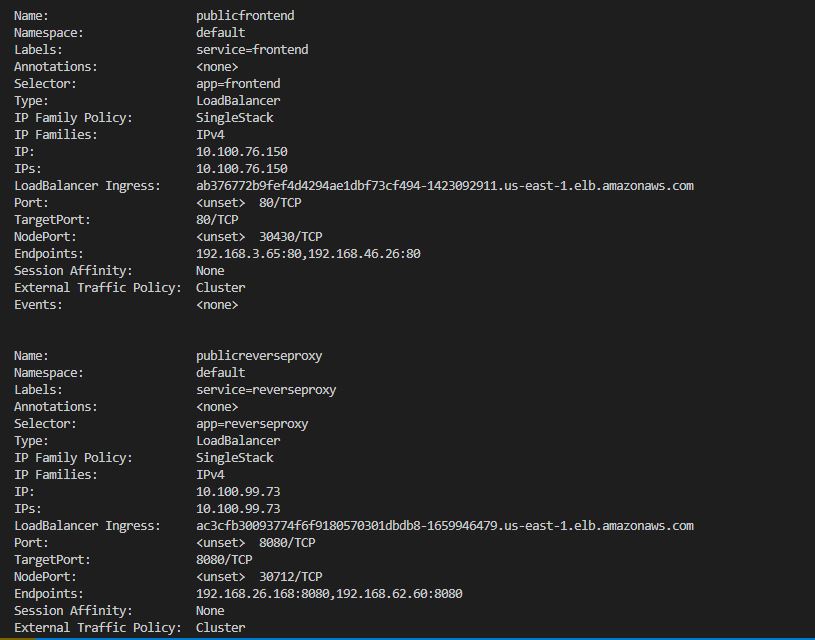 Name: publicfrontend
Namespace: default
Labels: service=frontend
Annotations: <none>
Selector: app=frontend
Type: LoadBalancer
IP Family Policy: SingleStack
IP Families: IPv4
IP: 10.100.76.150
IPs: 10.100.76.150
LoadBalancer Ingress: ab376772b9fef4d4294ae1dbf73cf494-1423092911.us-east-1.elb.amazonaws.com
Port: <unset> 80/TCP
TargetPort: 80/TCP
NodePort: <unset> 30430/TCP
Endpoints: 192.168.3.65:80,192.168.46.26:80
Session Affinity: None
External Traffic Policy: Cluster
Events: <none>
Name: publicreverseproxy
Namespace: default
Labels: service=reverseproxy
Annotations: <none>
Selector: app=reverseproxy
Type: LoadBalancer
IP Family Policy: SingleStack
IP Families: IPv4
IP: 10.100.99.73
IPs: 10.100.99.73
LoadBalancer Ingress: ac3cfb30093774f6f9180570301dbdb8-1659946479.us-east-1.elb.amazonaws.com
Port: <unset> 8080/TCP
TargetPort: 8080/TCP
NodePort: <unset> 30712/TCP
Endpoints: 192.168.26.168:8080,192.168.62.60:8080
Session Affinity: None
External Traffic Policy: Cluster